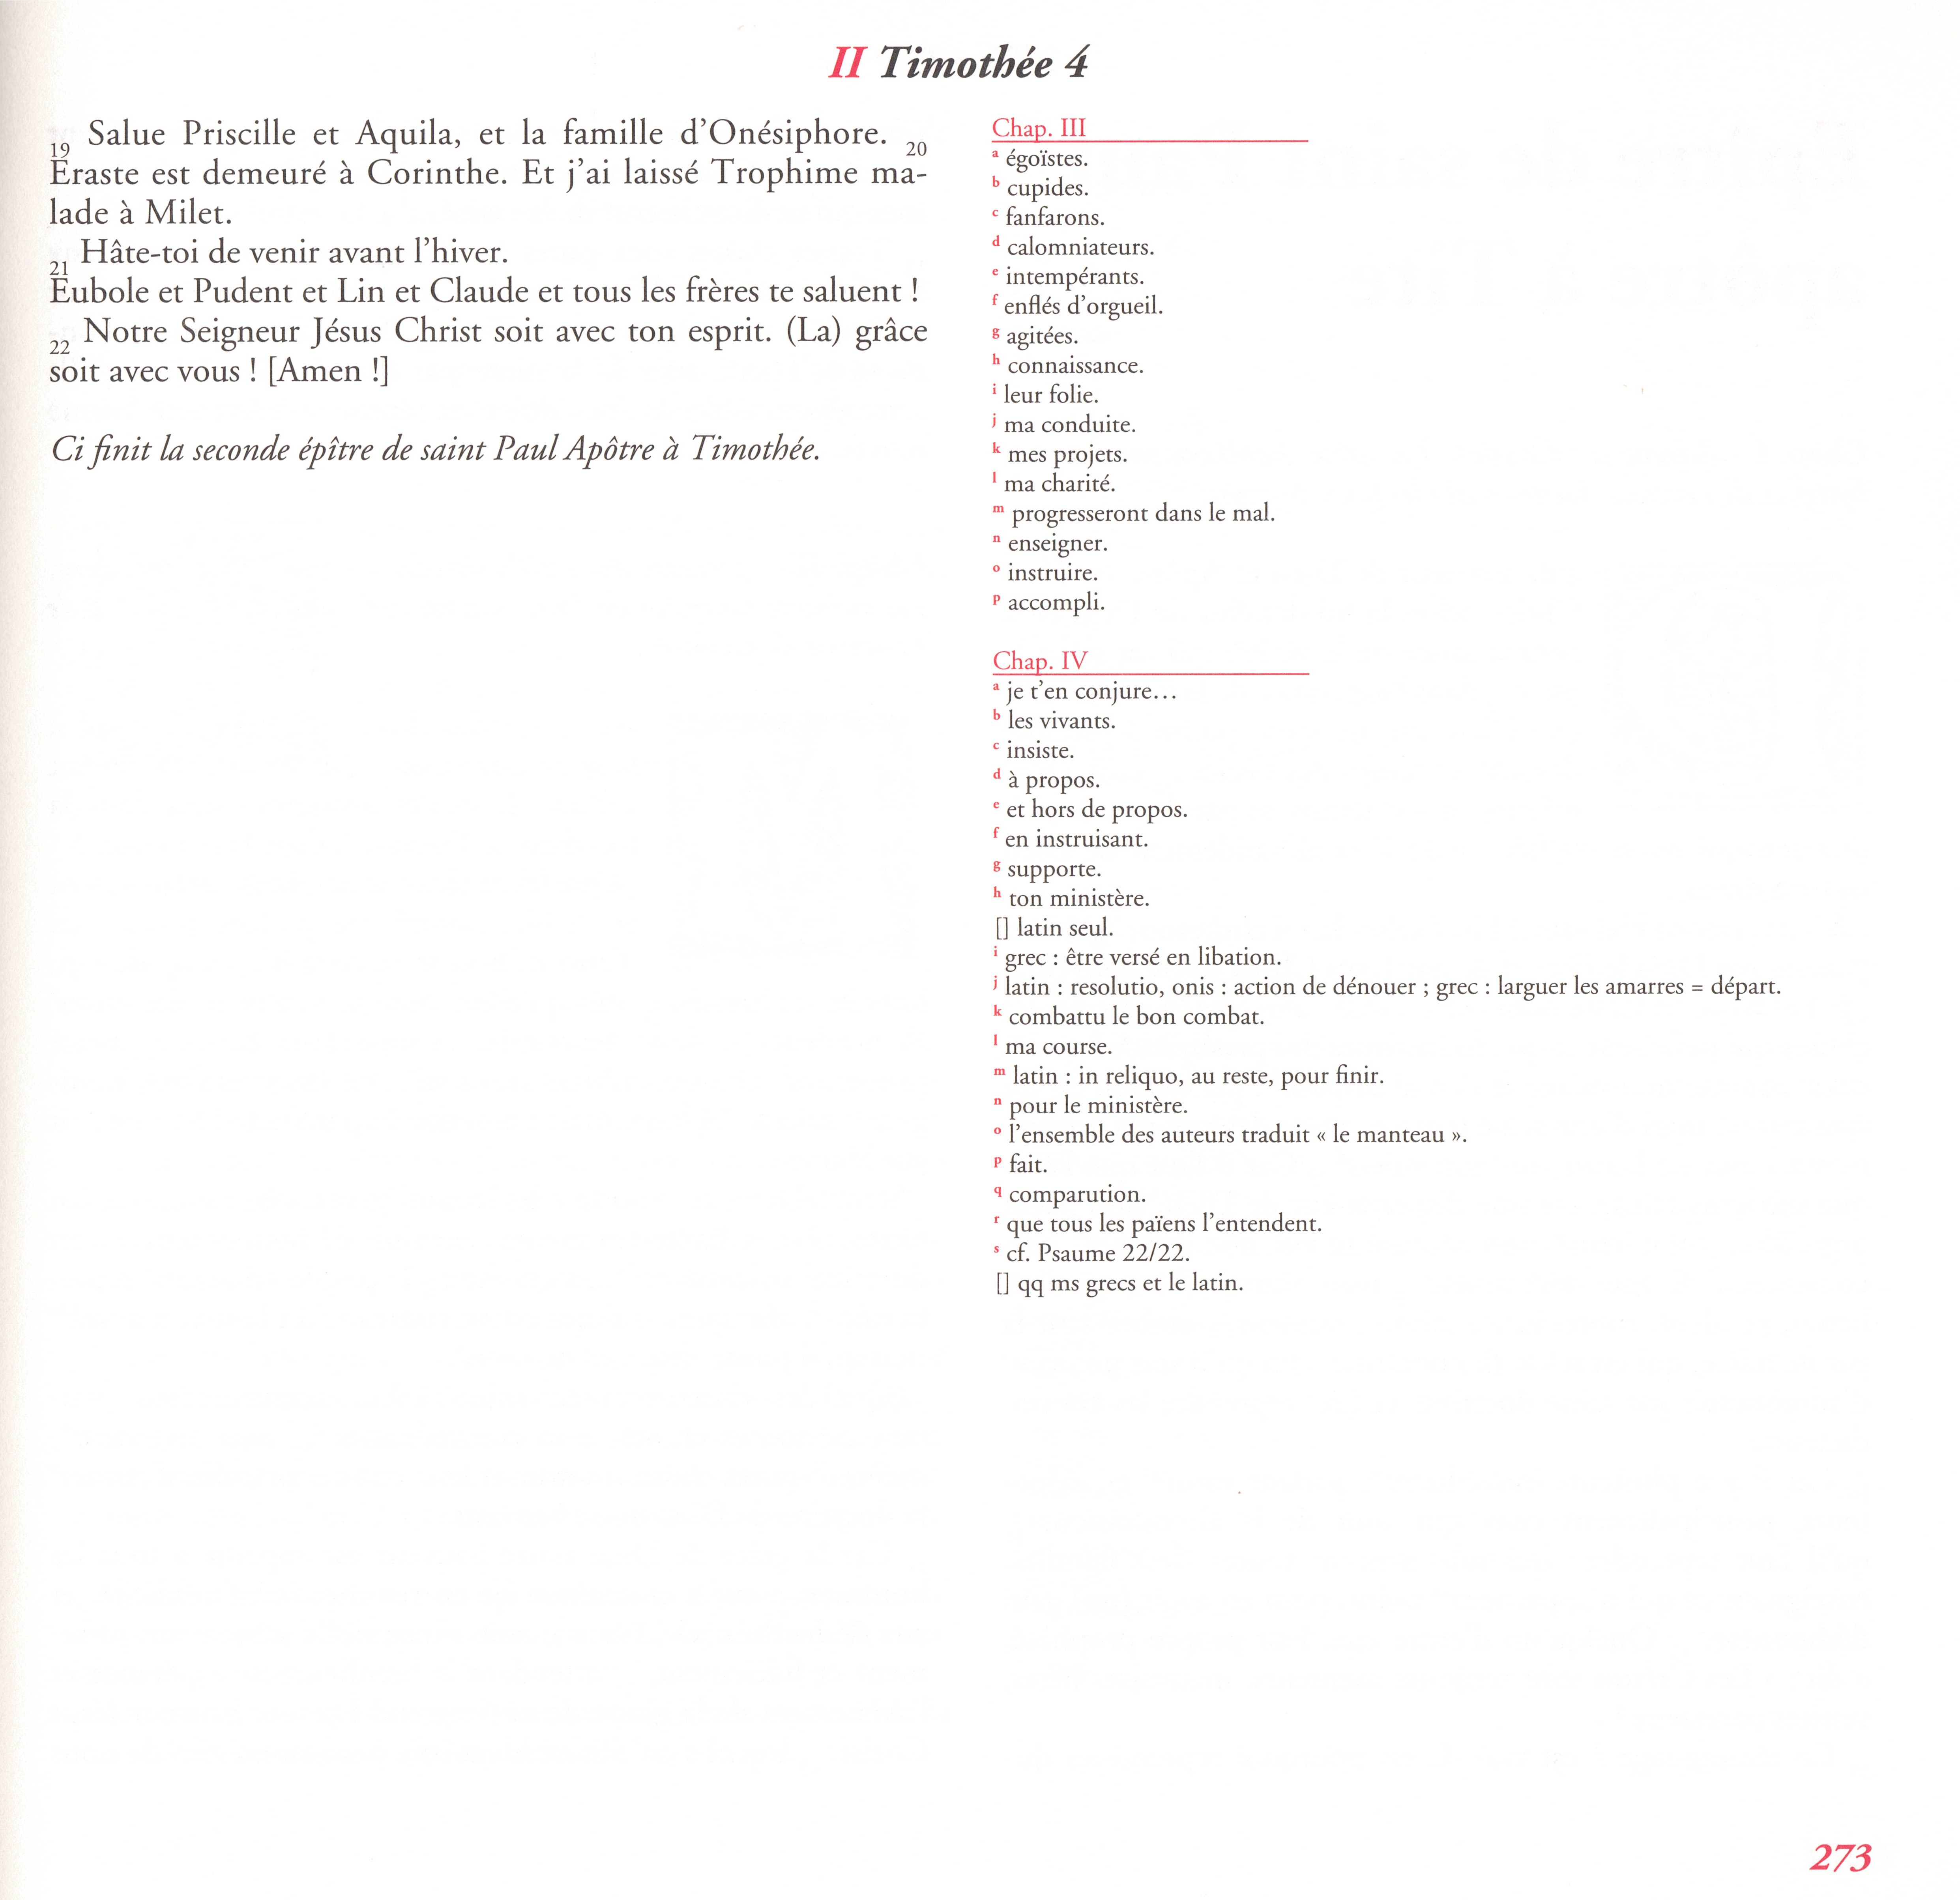 II Timothée 4
19 Salue Priscille et Aquila, et la famille d’Onésiphore. 20
Eraste est demeuré à Corinthe. Et j’ai laissé Trophime ma-
lade à Milet.
21 Hâte-toi de venir avant l’hiver.
Eubole et Pudent et Lin et Claude et tous les frères te saluent !
22 Notre Seigneur Jésus Christ soit avec ton esprit. (La) grâce
soit avec vous ! [Amen !]
Ci finit la seconde épître de saint Paul Apôtre à Timothée.
Chap. III
a égoïstes.
b cupides.
c fanfarons.
d calomniateurs.
e intempérants.
f enflés d’orgueil.
g agitées.
h connaissance.
i leur folie.
j ma conduite.
k mes projets.
l ma charité.
m progresseront dans le mal.
n enseigner.
o instruire.
p accompli.
Chap. IV
a je t’en conjure…
b les vivants.
c insiste.
d à propos.
e et hors de propos.
f en instruisant.
g supporte.
h ton ministère.
[] latin seul.
i grec : être versé en libation.
j latin : resolutio, onis : action de dénouer ; grec : larguer les amarres = départ.
k combattu le bon combat.
l ma course.
m latin : in reliquo, au reste, pour finir.
n pour le ministère.
o l’ensemble des auteurs traduit « le manteau ».
p fait.
q comparution.
r que tous les païens l’entendent.
s cf. Psaume 22/22.
[] qq ms grecs et le latin.
273